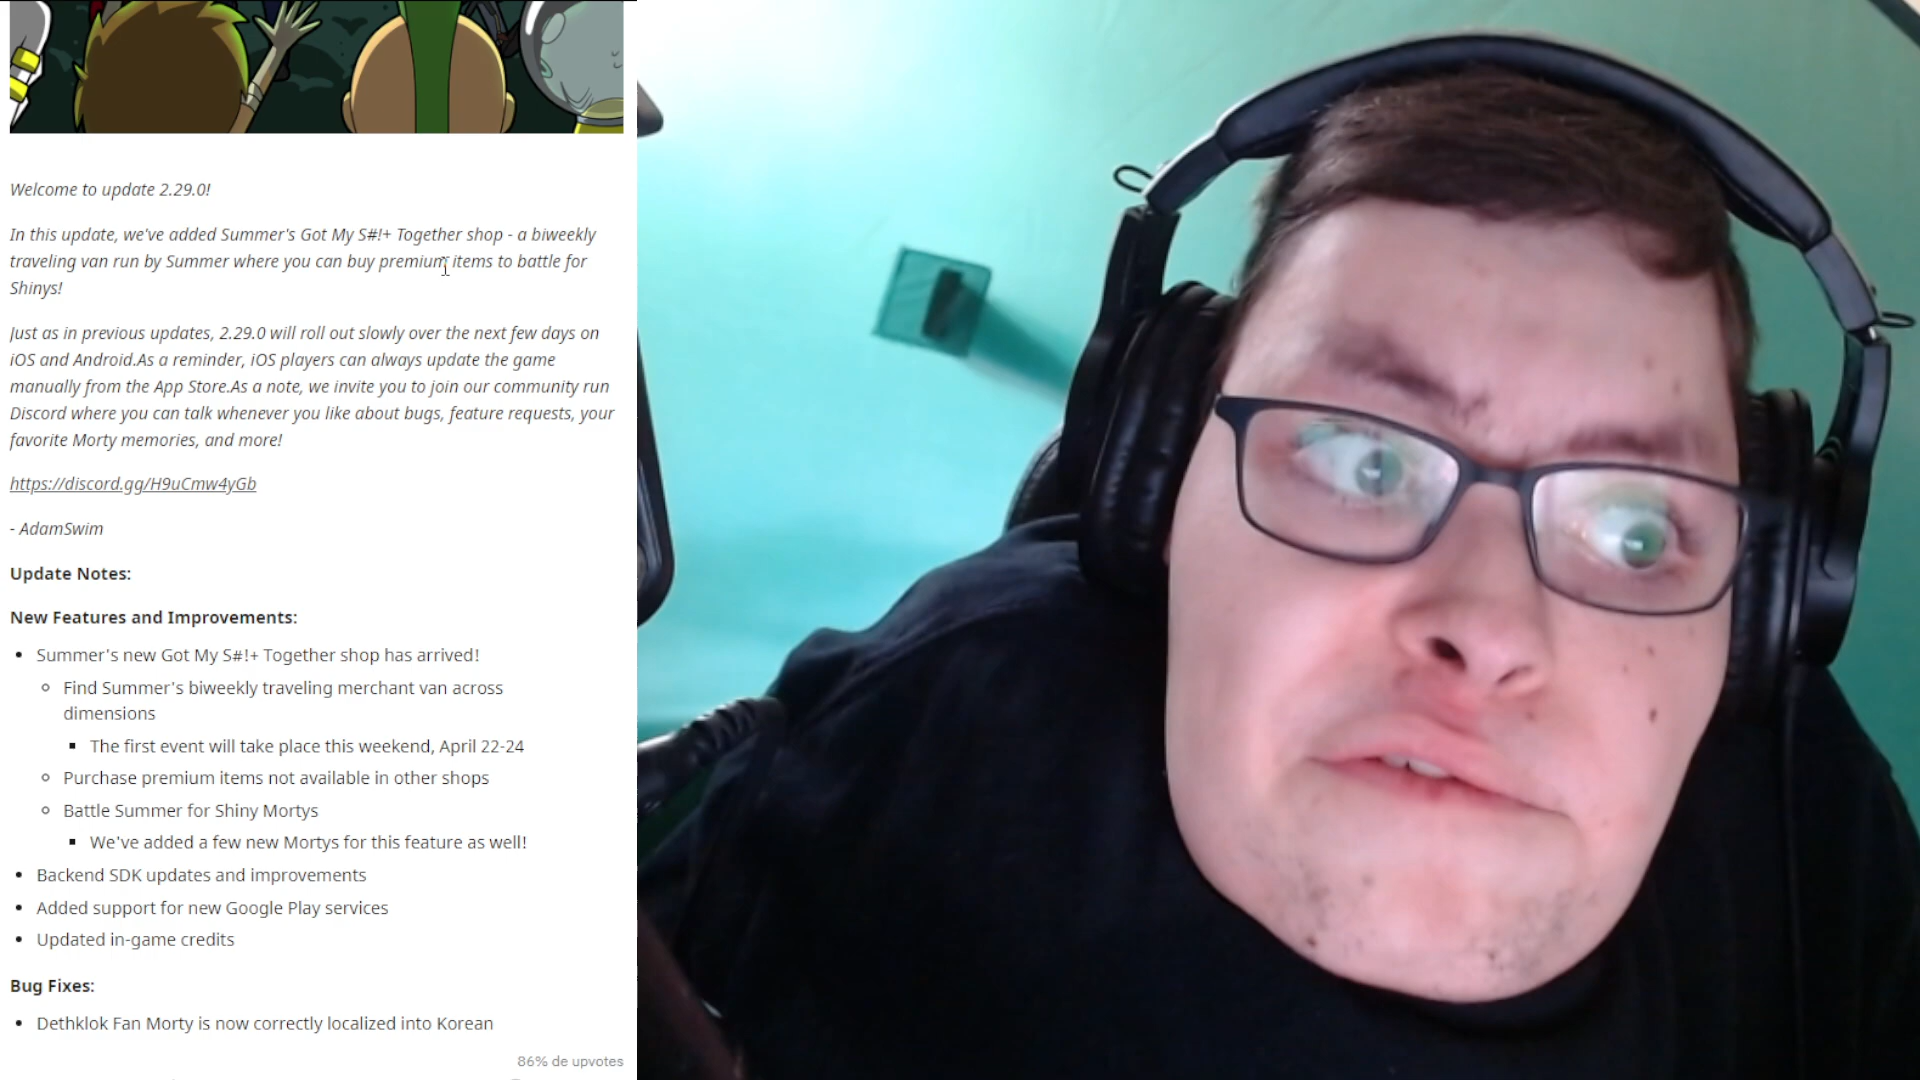 Welcome to update 2.29.0!
In this update, we've added Summer's Got My S#!+ Together shop - a biweekly
traveling van run by Summer where you can buy premium items to battle for
Shinys!
Just as in previous updates, 2.29.0 will roll out slowly over the next few days on
iOS and Android.As a reminder, iOS players can always update the game
manually from the App Store.As a note, we invite you to join our community run
Discord where you can talk whenever you like about bugs, feature requests, your
favorite Morty memories, and more!
https://discord.gg/H9uCmw4yGb
- AdamSwim
Update Notes:
New Features and Improvements:
• Summer's new Got My S#!+ Together shop has arrived!
◦ Find Summer's biweekly traveling merchant van across
dimensions
▪ The first event will take place this weekend, April 22-24
◦ Purchase premium items not available in other shops
◦ Battle Summer for Shiny Mortys
▪ We've added a few new Mortys for this feature as well!
• Backend SDK updates and improvements
• Added support for new Google Play services
• Updated in-game credits
Bug Fixes:
• Dethklok Fan Morty is now correctly localized into Korean
86% de upvotes